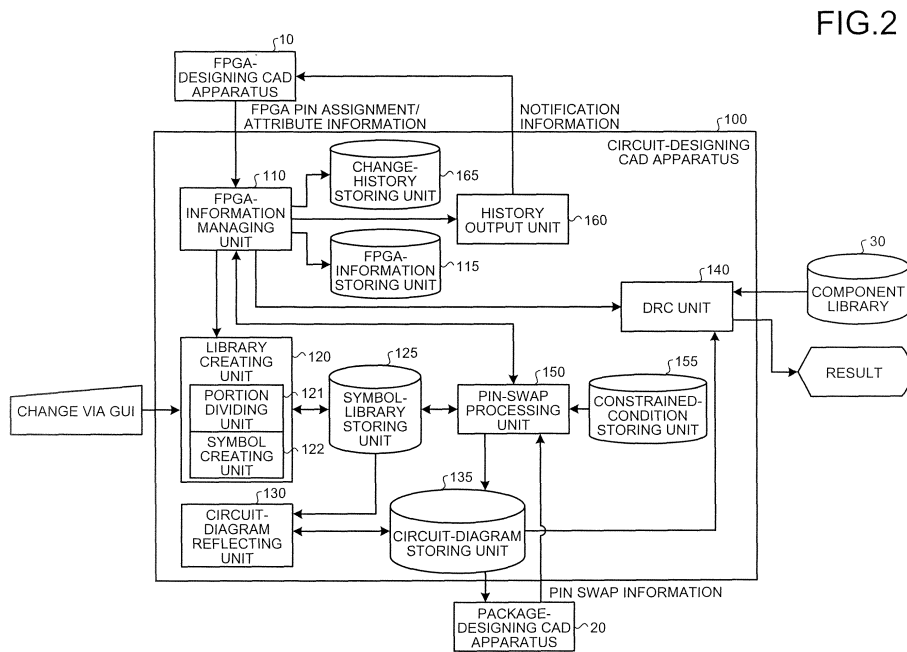 FIG.2
10
FPGA-
DESIGNING CAD
APPARATUS
FPGA PIN ASSIGNMENT/
ATTRIBUTE INFORMATION
NOTIFICATION
INFORMATION
100
CIRCUIT-DESIGNING
CAD APPARATUS
110
FPGA-
INFORMATION
MANAGING
UNIT
CHANGE-
HISTORY
STORING UNIT
165
HISTORY
OUTPUT UNIT
160
FPGA-
INFORMATION
STORING UNIT
115
140
DRC UNIT
30
COMPONENT
LIBRARY
RESULT
LIBRARY
CREATING
UNIT
120
PORTION
DIVIDING UNIT
121
SYMBOL
CREATING
UNIT
122
CHANGE VIA GUI
125
SYMBOL-
LIBRARY
STORING
UNIT
150
PIN-SWAP
PROCESSING
UNIT
155
CONSTRAINED-
CONDITION
STORING UNIT
130
CIRCUIT-
DIAGRAM
REFLECTING
UNIT
135
CIRCUIT-DIAGRAM
STORING UNIT
PIN SWAP INFORMATION
PACKAGE-
DESIGNING CAD
APPARATUS
20